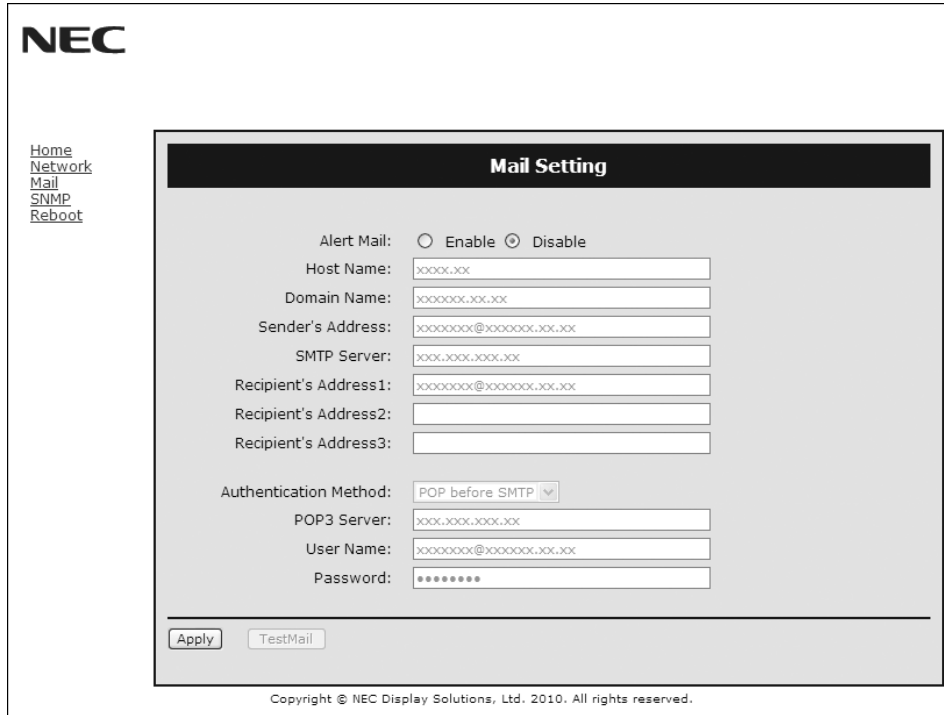 NEC
Home
Network
Mail
SNMP
Reboot
Mail Setting
Alert Mail: Enable Disable
Host Name: xxxx.xx
Domain Name: xxxxxx.xx.xx
Sender's Address: xxxxxxx@xxxxxx.xx.xx
SMTP Server: xxx.xxx.xxx.xx
Recipient's Address1: xxxxxxx@xxxxxx.xx.xx
Recipient's Address2:
Recipient's Address3:
Authentication Method: POP before SMTP
POP3 Server: xxx.xxx.xxx.xx
User Name: xxxxxxx@xxxxxx.xx.xx
Password: ••••••••
Apply TestMail
Copyright © NEC Display Solutions, Ltd. 2010. All rights reserved.